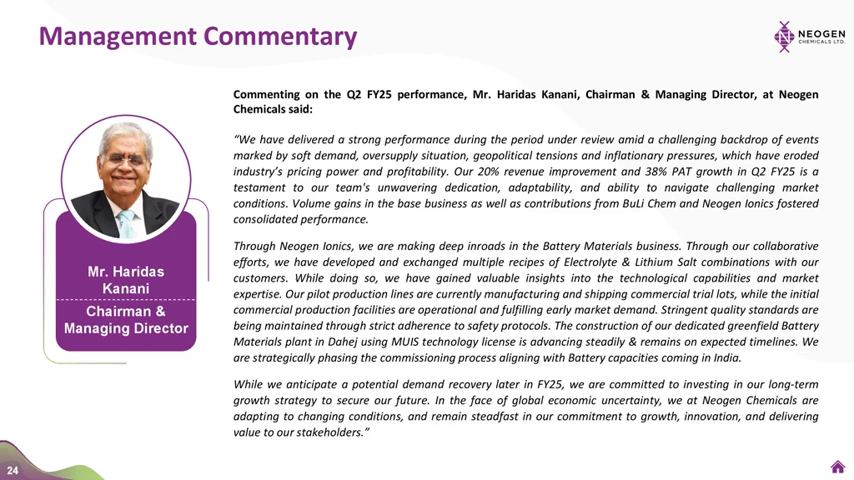 Management Commentary
NEOGEN
CHEMICALS LTD.
Commenting on the Q2 FY25 performance, Mr. Haridas Kanani, Chairman & Managing Director, at Neogen
Chemicals said:
“We have delivered a strong performance during the period under review amid a challenging backdrop of events
marked by soft demand, oversupply situation, geopolitical tensions and inflationary pressures, which have eroded
industry’s pricing power and profitability. Our 20% revenue improvement and 38% PAT growth in Q2 FY25 is a
testament to our team's unwavering dedication, adaptability, and ability to navigate challenging market
conditions. Volume gains in the base business as well as contributions from BuLi Chem and Neogen Ionics fostered
consolidated performance.
Through Neogen Ionics, we are making deep inroads in the Battery Materials business. Through our collaborative
efforts, we have developed and exchanged multiple recipes of Electrolyte & Lithium Salt combinations with our
customers. While doing so, we have gained valuable insights into the technological capabilities and market
expertise. Our pilot production lines are currently manufacturing and shipping commercial trial lots, while the initial
commercial production facilities are operational and fulfilling early market demand. Stringent quality standards are
being maintained through strict adherence to safety protocols. The construction of our dedicated greenfield Battery
Materials plant in Dahej using MUIS technology license is advancing steadily & remains on expected timelines. We
are strategically phasing the commissioning process aligning with Battery capacities coming in India.
While we anticipate a potential demand recovery later in FY25, we are committed to investing in our long-term
growth strategy to secure our future. In the face of global economic uncertainty, we at Neogen Chemicals are
adapting to changing conditions, and remain steadfast in our commitment to growth, innovation, and delivering
value to our stakeholders.”
Mr. Haridas
Kanani
Chairman &
Managing Director
24